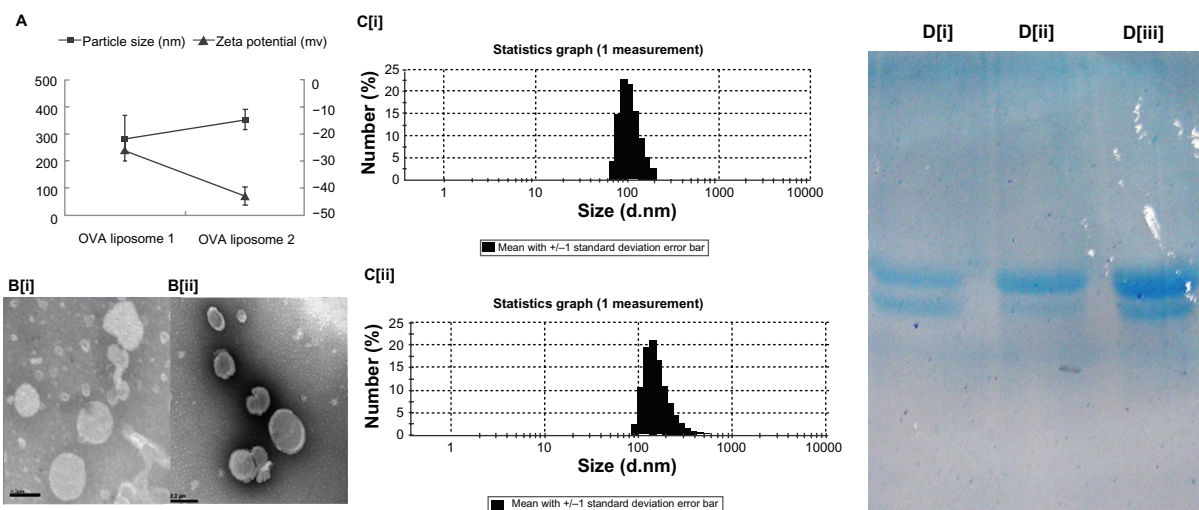 A
Particle size (nm) Zeta potential (mv)
500
400
300
200
100
0
0
−10
−20
−30
−40
−50
OVA liposome 1 OVA liposome 2
B[i] B[ii]
0.2 µm
C[i]
Statistics graph (1 measurement)
Number (%)
25
20
15
10
5
0
1 10 100 1000 10000
Size (d.nm)
Mean with +/−1 standard deviation error bar
C[ii]
Statistics graph (1 measurement)
Number (%)
25
20
15
10
5
0
1 10 100 1000 10000
Size (d.nm)
Mean with +/−1 standard deviation error bar
D[i] D[ii] D[iii]